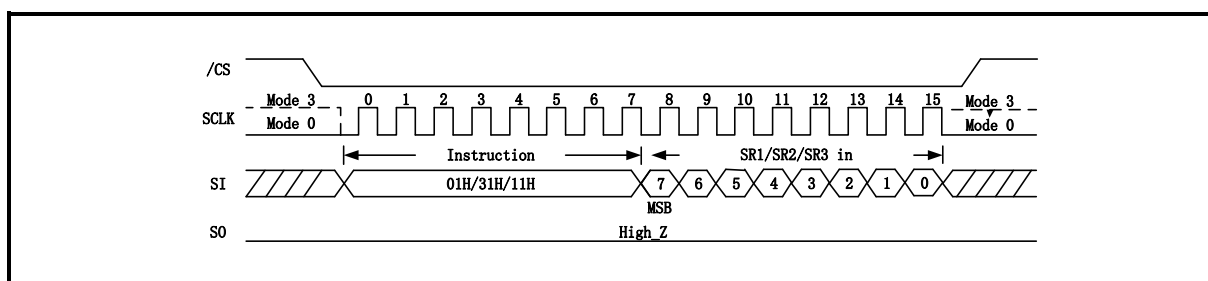 /CS
Mode 3 0 1 2 3 4 5 6 7 8 9 10 11 12 13 14 15 Mode 3
SCLK
Mode 0 Mode 0
Instruction SR1/SR2/SR3 in
SI 01H/31H/11H 7 6 5 4 3 2 1 0
MSB
SO High_Z